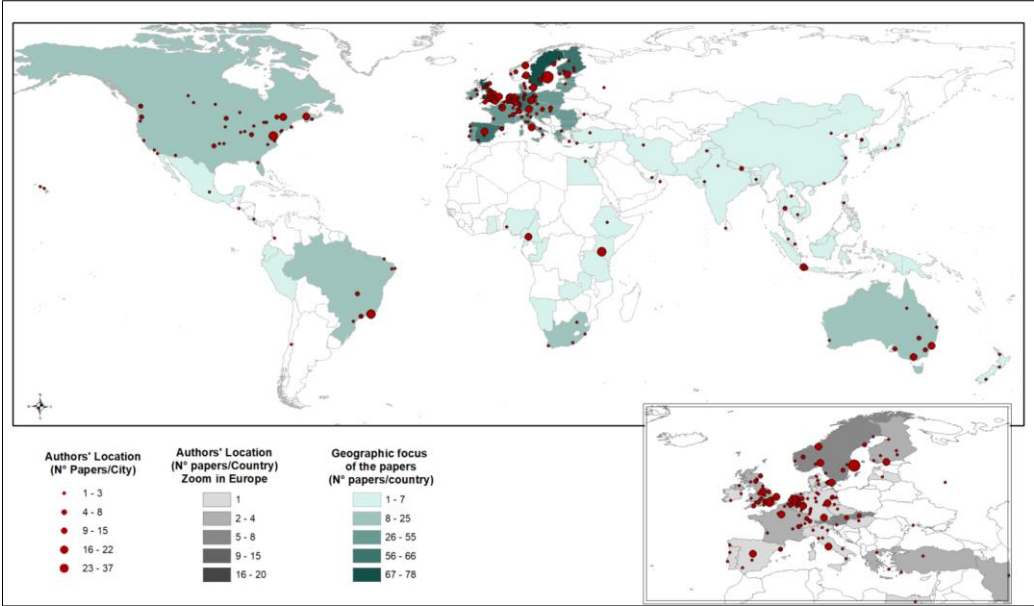 Authors' Location
(N° Papers/City)
1 - 3
4 - 8
9 - 15
16 - 22
23 - 37
Authors' Location
(N° papers/Country)
Zoom in Europe
1
2 - 4
5 - 8
9 - 15
16 - 20
Geographic focus
of the papers
(N° papers/country)
1 - 7
8 - 25
26 - 55
56 - 66
67 - 78